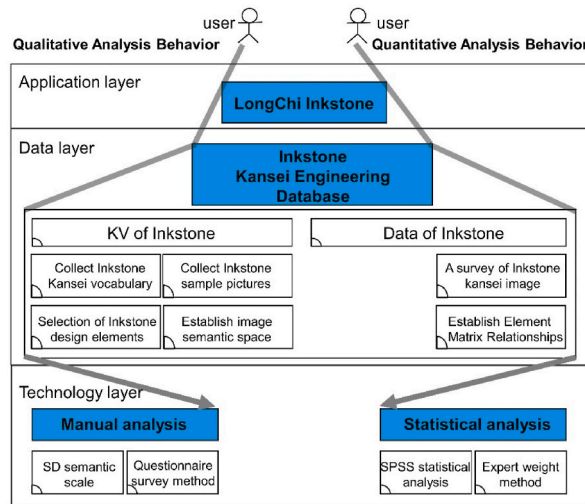 user
user
Qualitative Analysis Behavior
Quantitative Analysis Behavior
Application layer
LongChi Inkstone
Data layer
Inkstone
Kansei Engineering
Database
KV of Inkstone
Data of Inkstone
Collect Inkstone
Kansei vocabulary
Collect Inkstone
sample pictures
A survey of Inkstone
kansei image
Selection of Inkstone
design elements
Establish image
semantic space
Establish Element
Matrix Relationships
Technology layer
Manual analysis
Statistical analysis
SD semantic
scale
Questionnaire
survey method
SPSS statistical
analysis
Expert weight
method